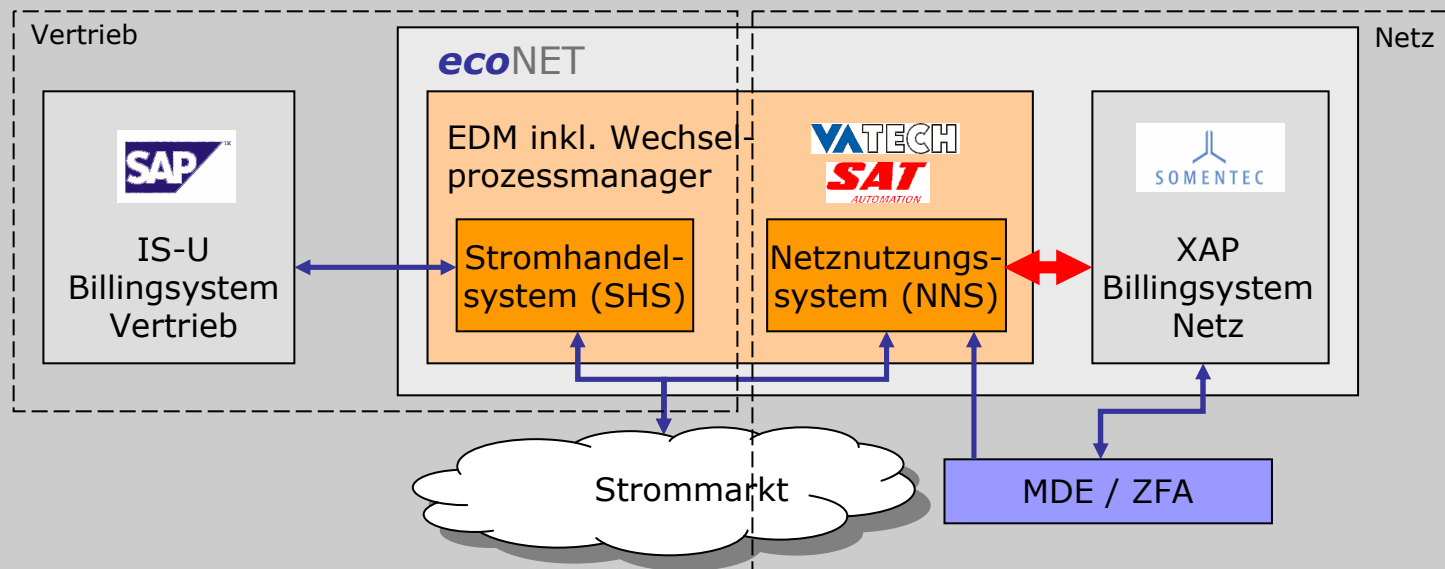 Vertrieb
Netz
ecoNET
SAP
™
IS-U
Billingsystem
Vertrieb
EDM inkl. Wechsel-
prozessmanager
VATECH
SAT
AUTOMATION
Stromhandel-
system (SHS)
Netznutzungs-
system (NNS)
SOMENTEC
XAP
Billingsystem
Netz
Strommarkt
MDE / ZFA